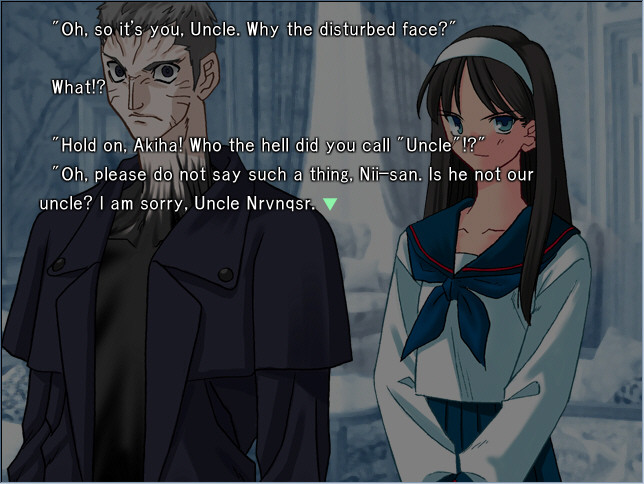 "Oh, so it's you, Uncle. Why the disturbed face?"
What!?
"Hold on, Akiha! Who the hell did you call "Uncle"!?"
"Oh, please do not say such a thing, Nii-san. Is he not our
uncle? I am sorry, Uncle Nrvnqsr.